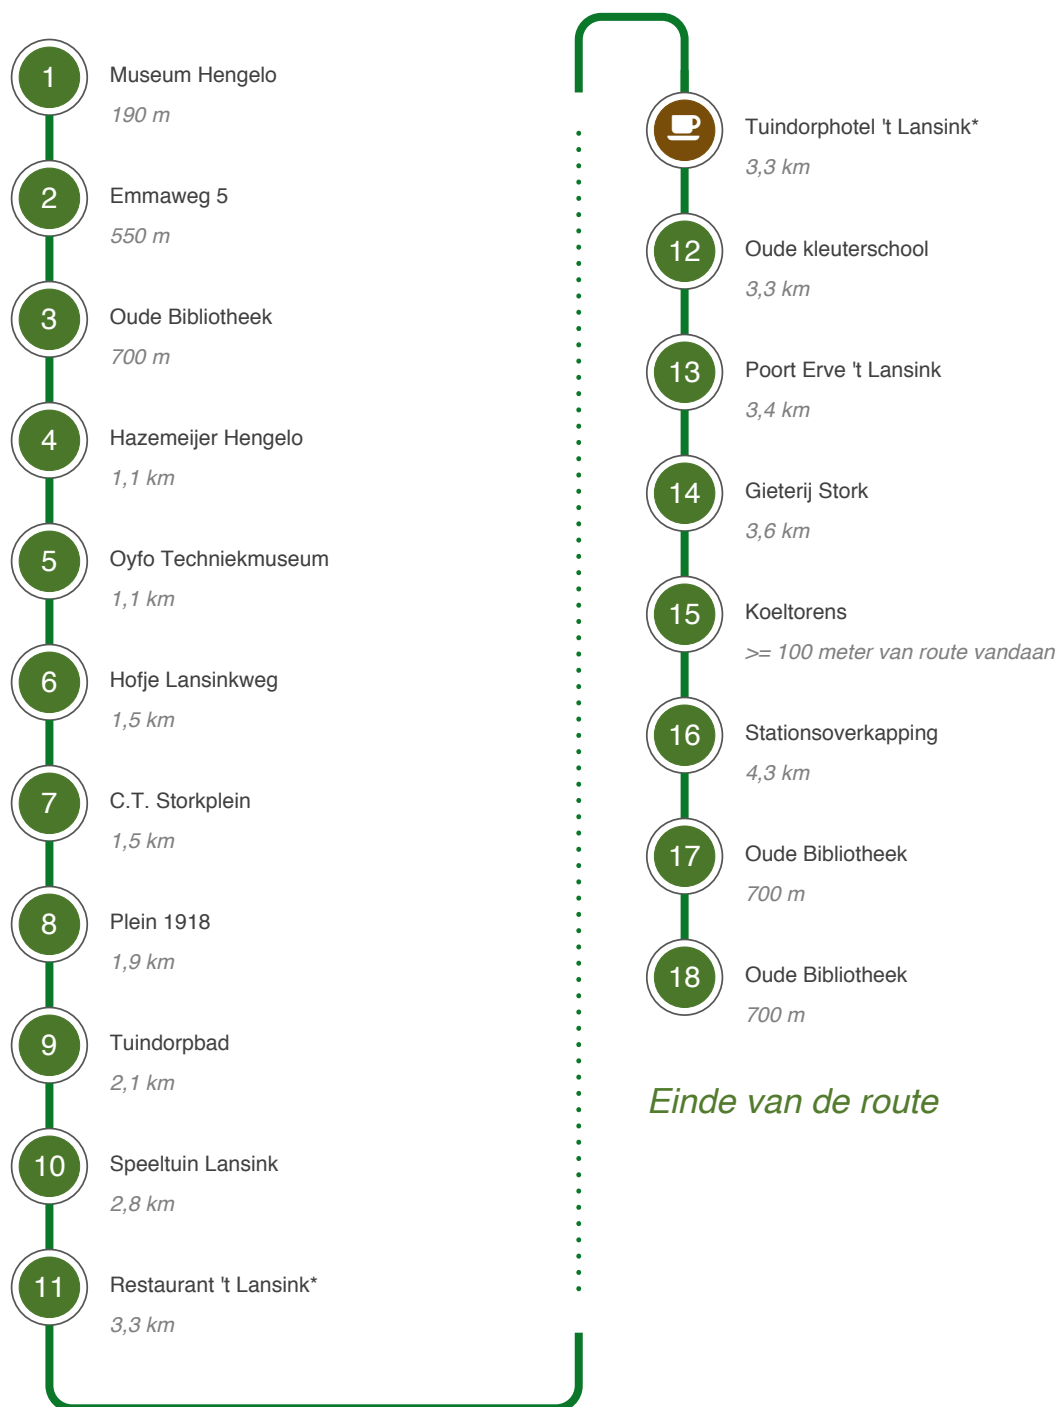 1
Museum Hengelo
190 m
2
Emmaweg 5
550 m
3
Oude Bibliotheek
700 m
4
Hazemeijer Hengelo
1,1 km
5
Oyfo Techniekmuseum
1,1 km
6
Hofje Lansinkweg
1,5 km
7
C.T. Storkplein
1,5 km
8
Plein 1918
1,9 km
9
Tuindorpbad
2,1 km
10
Speeltuin Lansink
2,8 km
11
Restaurant 't Lansink*
3,3 km
Tuindorphotel 't Lansink*
3,3 km
12
Oude kleuterschool
3,3 km
13
Poort Erve 't Lansink
3,4 km
14
Gieterij Stork
3,6 km
15
Koeltorens
>= 100 meter van route vandaan
16
Stationsoverkapping
4,3 km
17
Oude Bibliotheek
700 m
18
Oude Bibliotheek
700 m
Einde van de route